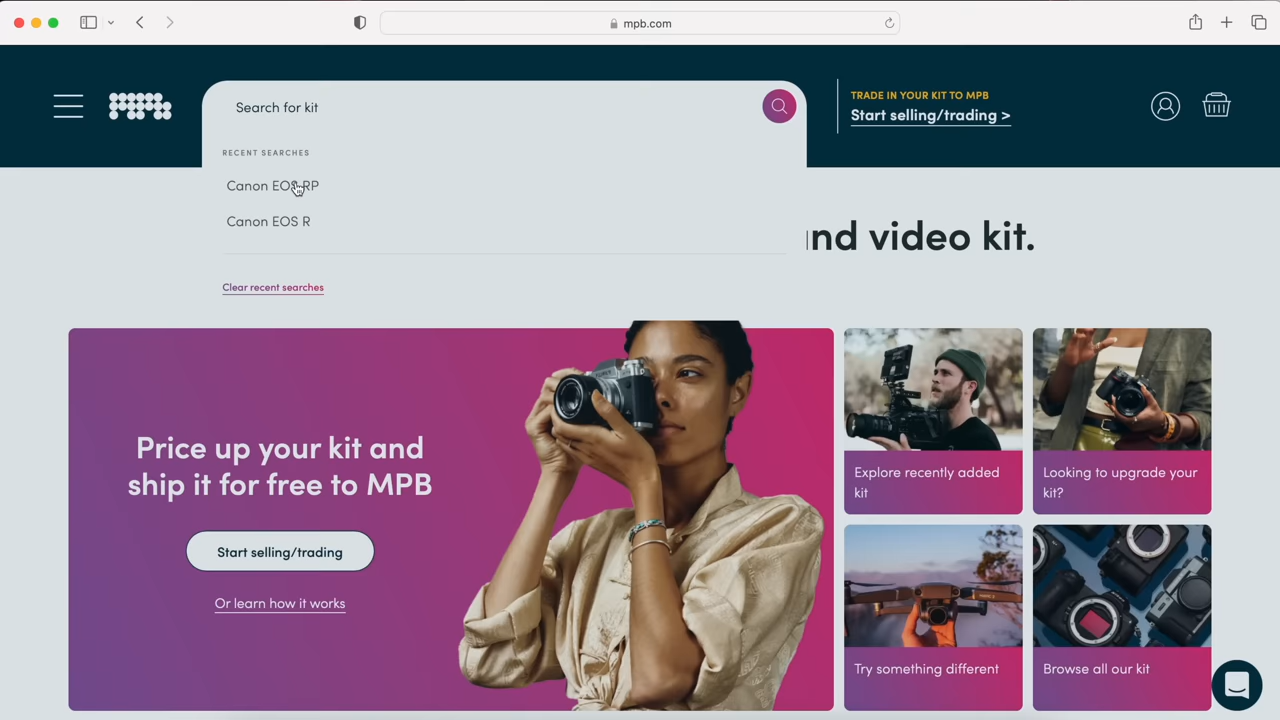 mpb.com
Search for kit
TRADE IN YOUR KIT TO MPB
Start selling/trading >
RECENT SEARCHES
Canon EOS RP
Canon EOS R
Clear recent searches
nd video kit.
Price up your kit and
ship it for free to MPB
Start selling/trading
Or learn how it works
Explore recently added
kit
Looking to upgrade your
kit?
Try something different
Browse all our kit